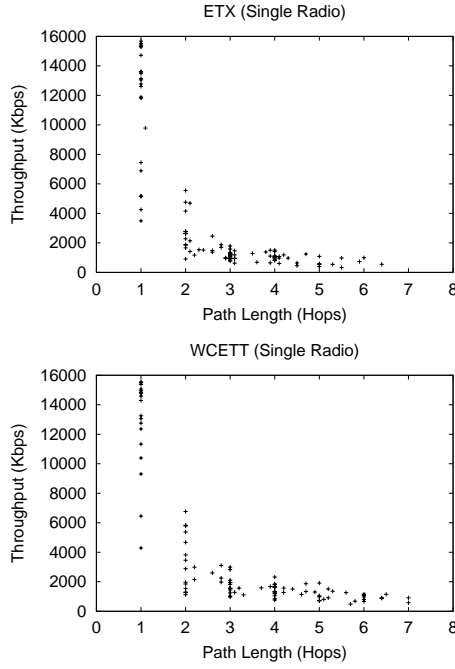 ETX (Single Radio)
16000
14000
12000
10000
8000
6000
4000
2000
0
Throughput (Kbps)
0 1 2 3 4 5 6 7 8
Path Length (Hops)
WCETT (Single Radio)
16000
14000
12000
10000
8000
6000
4000
2000
0
Throughput (Kbps)
0 1 2 3 4 5 6 7 8
Path Length (Hops)